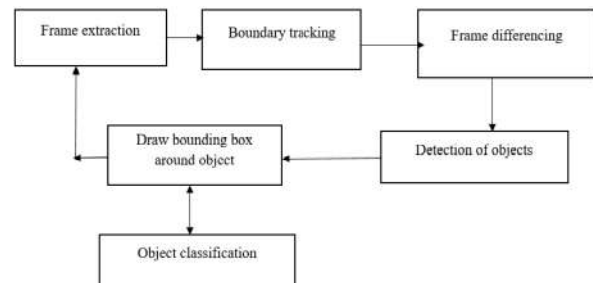 Frame extraction
Boundary tracking
Frame differencing
Draw bounding box
around object
Detection of objects
Object classification